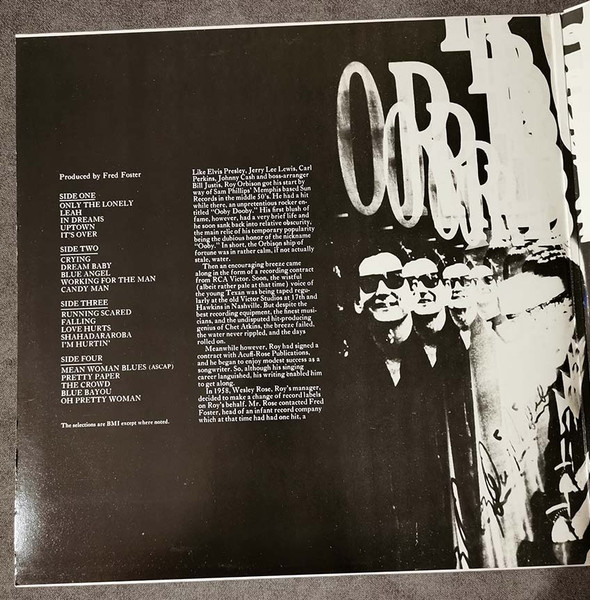 Produced by Fred Foster
SIDE ONE
ONLY THE LONELY
LEAH
IN DREAMS
UPTOWN
IT'S OVER
SIDE TWO
CRYING
DREAM BABY
BLUE ANGEL
WORKING FOR THE MAN
CANDY MAN
SIDE THREE
RUNNING SCARED
FALLING
LOVE HURTS
SHAHADARAROBA
I'M HURTIN'
SIDE FOUR
MEAN WOMAN BLUES (ASCAP)
PRETTY PAPER
THE CROWD
BLUE BAYOU
OH PRETTY WOMAN
The selections are BMI except where noted.
Like Elvis Presley, Jerry Lee Lewis, Carl
Perkins, Johnny Cash and boss-arranger
Bill Justis, Roy Orbison got his start by
way of Sam Phillips' Memphis based Sun
Records in the middle 50's. He had a hit
while there, an unpretentious rocker en-
titled "Ooby Dooby." His first blush of
fame, however, had a very brief life and
he soon sank back into relative obscurity,
the main relic of his temporary popularity
being the dubious honor of the nickname
"Ooby." In short, the Orbison ship of
fortune was in rather calm, if not actually
stale, water.
Then an encouraging breeze came
along in the form of a recording contract
from RCA Victor. Soon, the wistful
(albeit rather pale at that time) voice of
the young Texan was being taped regu-
larly at the old Victor Studios at 17th and
Hawkins in Nashville. But despite the
best recording equipment, the finest musi-
cians, and the undisputed hit-producing
genius of Chet Atkins, the breeze failed,
the water never rippled, and the days
rolled on.
Meanwhile however, Roy had signed a
contract with Acuff-Rose Publications,
and he began to enjoy modest success as a
songwriter. So, although his singing
career languished, his writing enabled him
to get along.
In 1958, Wesley Rose, Roy's manager,
decided to make a change of record labels
on Roy's behalf. Mr. Rose contacted Fred
Foster, head of an infant record company
which at that time had had one hit, a